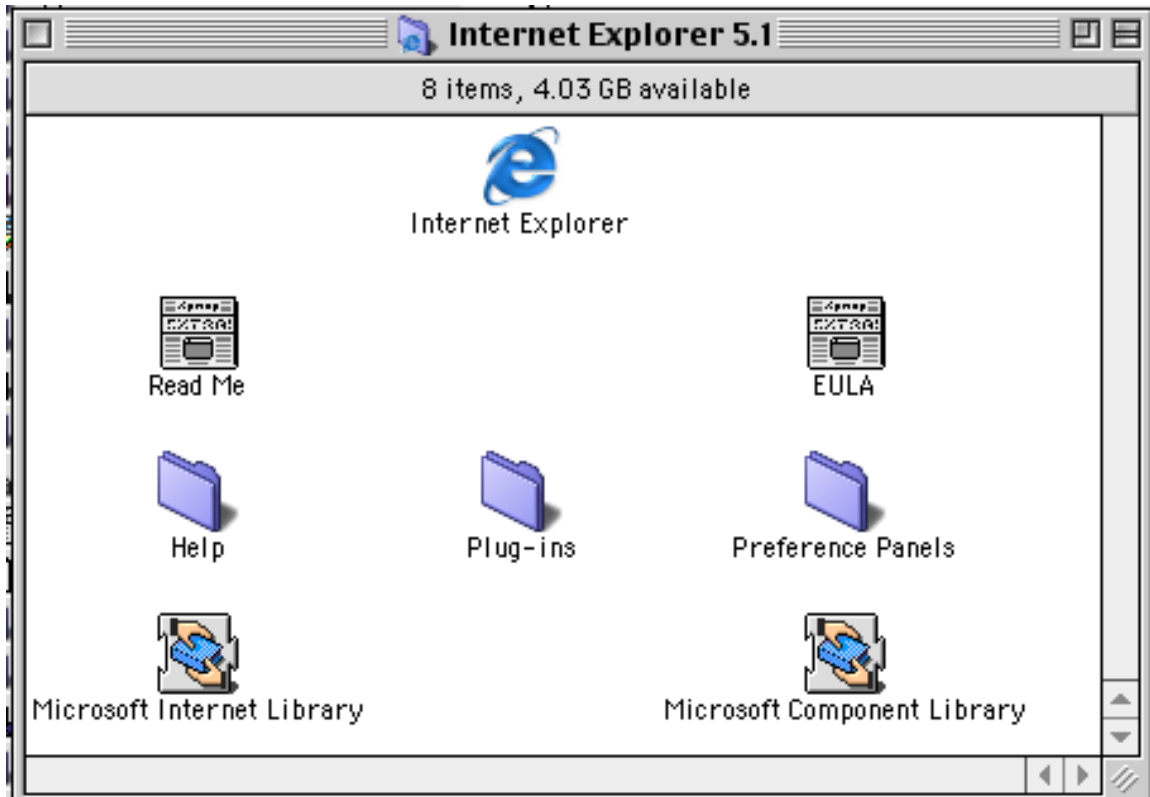 Internet Explorer 5.1
8 items, 4.03 GB available
Internet Explorer
Read Me
EULA
Help
Plug-ins
Preference Panels
Microsoft Internet Library
Microsoft Component Library